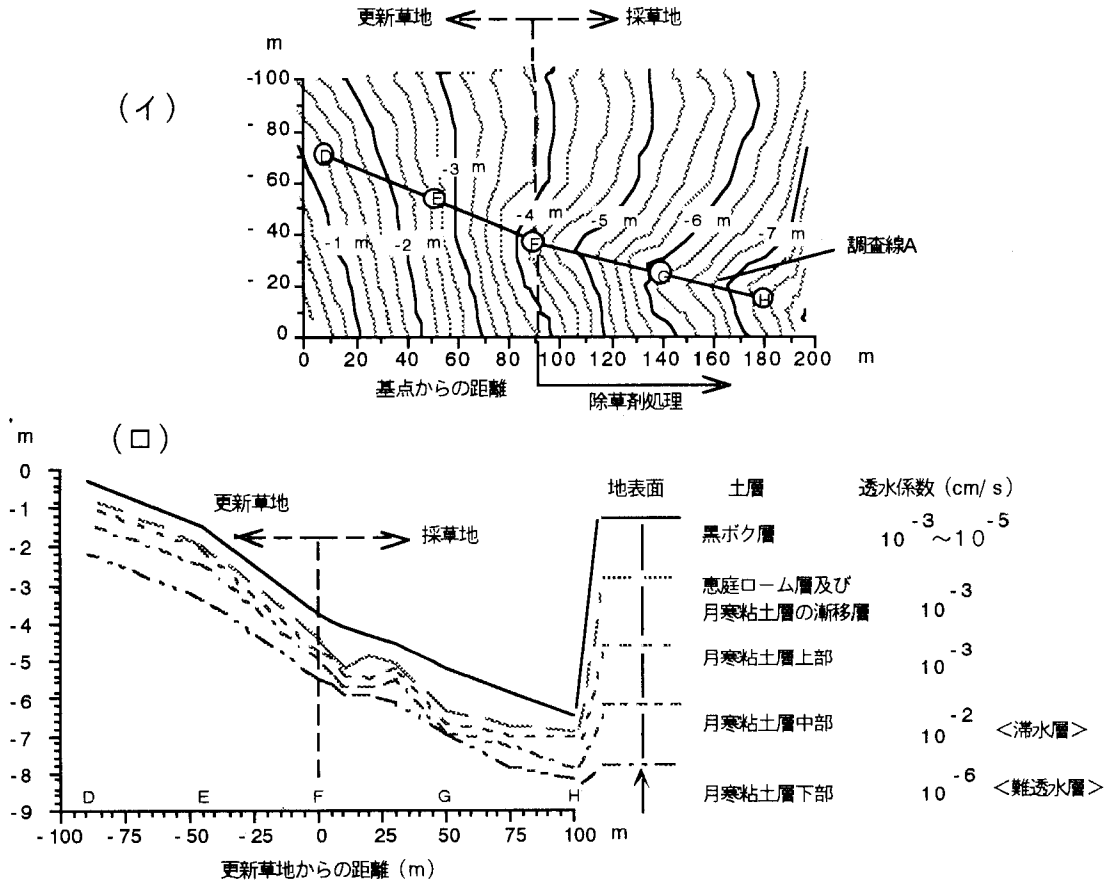 更新草地 採草地
m
(イ)
-100
- 80
- 60
- 40
- 20
0
D
E
F
G
H
-1 m
-2 m
-3 m
-4 m
-5 m
-6 m
-7 m
調査線A
0 20 40 60 80 100 120 140 160 180 200 m
基点からの距離
除草剤処理
(ロ)
m
0
-1
-2
-3
-4
-5
-6
-7
-8
-9
更新草地 採草地
D E F G H
-100 -75 -50 -25 0 25 50 75 100 m
更新草地からの距離(m)
地表面 土層 透水係数(cm/s)
黒ボク層 10⁻³~10⁻⁵
恵庭ローム層及び
月寒粘土層の漸移層 10⁻³
月寒粘土層上部 10⁻³
月寒粘土層中部 10⁻² <滞水層>
月寒粘土層下部 10⁻⁶ <難透水層>